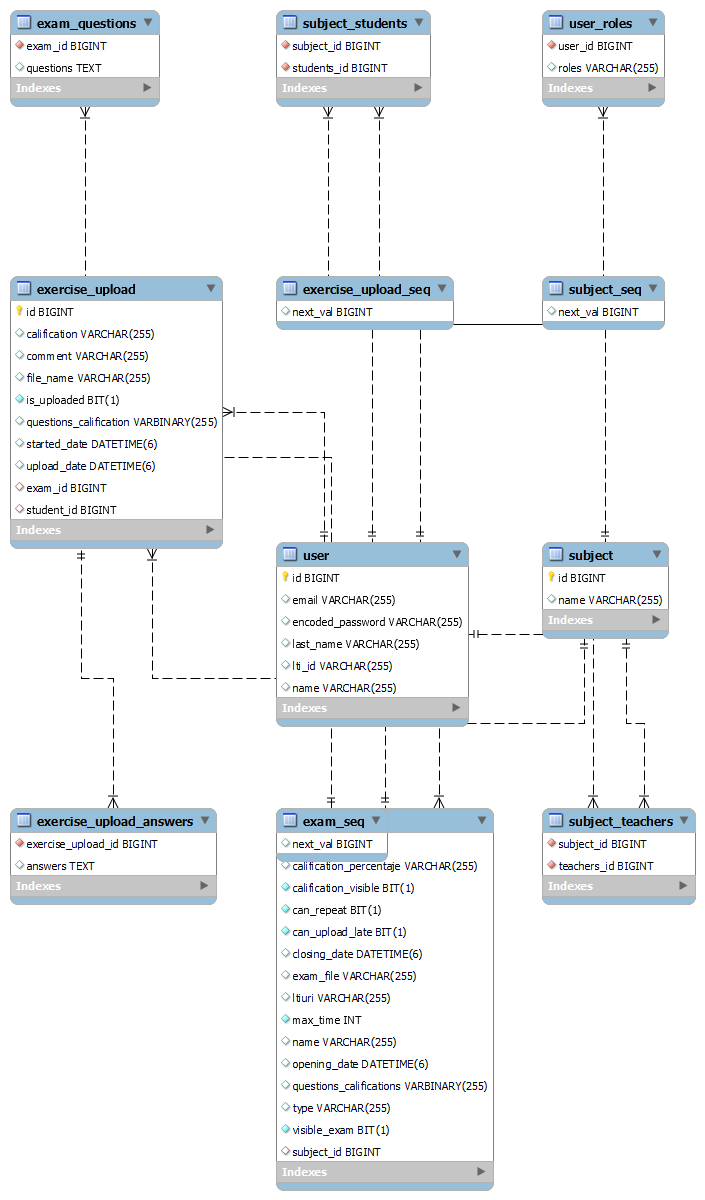 exam_questions
exam_id BIGINT
questions TEXT
Indexes
subject_students
subject_id BIGINT
students_id BIGINT
Indexes
user_roles
user_id BIGINT
roles VARCHAR(255)
Indexes
exercise_upload
id BIGINT
calification VARCHAR(255)
comment VARCHAR(255)
file_name VARCHAR(255)
is_uploaded BIT(1)
questions_calification VARBINARY(255)
started_date DATETIME(6)
upload_date DATETIME(6)
exam_id BIGINT
student_id BIGINT
Indexes
exercise_upload_seq
next_val BIGINT
subject_seq
next_val BIGINT
user
id BIGINT
email VARCHAR(255)
encoded_password VARCHAR(255)
last_name VARCHAR(255)
lti_id VARCHAR(255)
name VARCHAR(255)
Indexes
subject
id BIGINT
name VARCHAR(255)
Indexes
exercise_upload_answers
exercise_upload_id BIGINT
answers TEXT
Indexes
exam_seq
next_val BIGINT
calification_percentaje VARCHAR(255)
calification_visible BIT(1)
can_repeat BIT(1)
can_upload_late BIT(1)
closing_date DATETIME(6)
exam_file VARCHAR(255)
ltiuri VARCHAR(255)
max_time INT
name VARCHAR(255)
opening_date DATETIME(6)
questions_califications VARBINARY(255)
type VARCHAR(255)
visible_exam BIT(1)
subject_id BIGINT
Indexes
subject_teachers
subject_id BIGINT
teachers_id BIGINT
Indexes